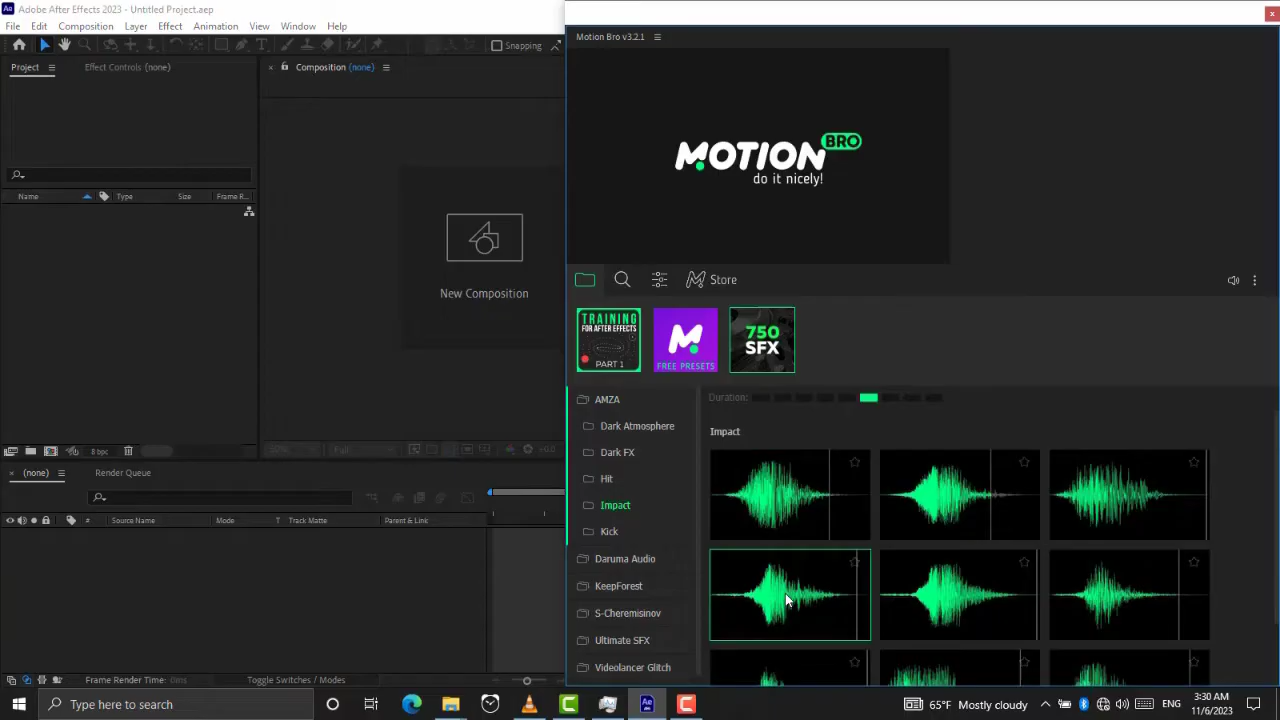 Adobe After Effects 2023 - Untitled Project.aep
File Edit Composition Layer Effect Animation View Window Help
Snapping
Project
Effect Controls (none)
Composition (none)
Name Type Size Frame R...
New Composition
8 bpc
Full
+0.0
(none)
Render Queue
# Source Name Mode T Track Matte Parent & Link
Frame Render Time: 0ms
Toggle Switches / Modes
Motion Bro v3.2.1
MOTION BRO
do it nicely!
Store
TRAINING
FOR AFTER EFFECTS
PART 1
M
FREE PRESETS
750
SFX
AMZA
Dark Atmosphere
Dark FX
Hit
Impact
Kick
Daruma Audio
KeepForest
S-Cheremisinov
Ultimate SFX
Videolancer Glitch
Duration:
Impact
Type here to search
65°F Mostly cloudy
ENG
3:30 AM
11/6/2023